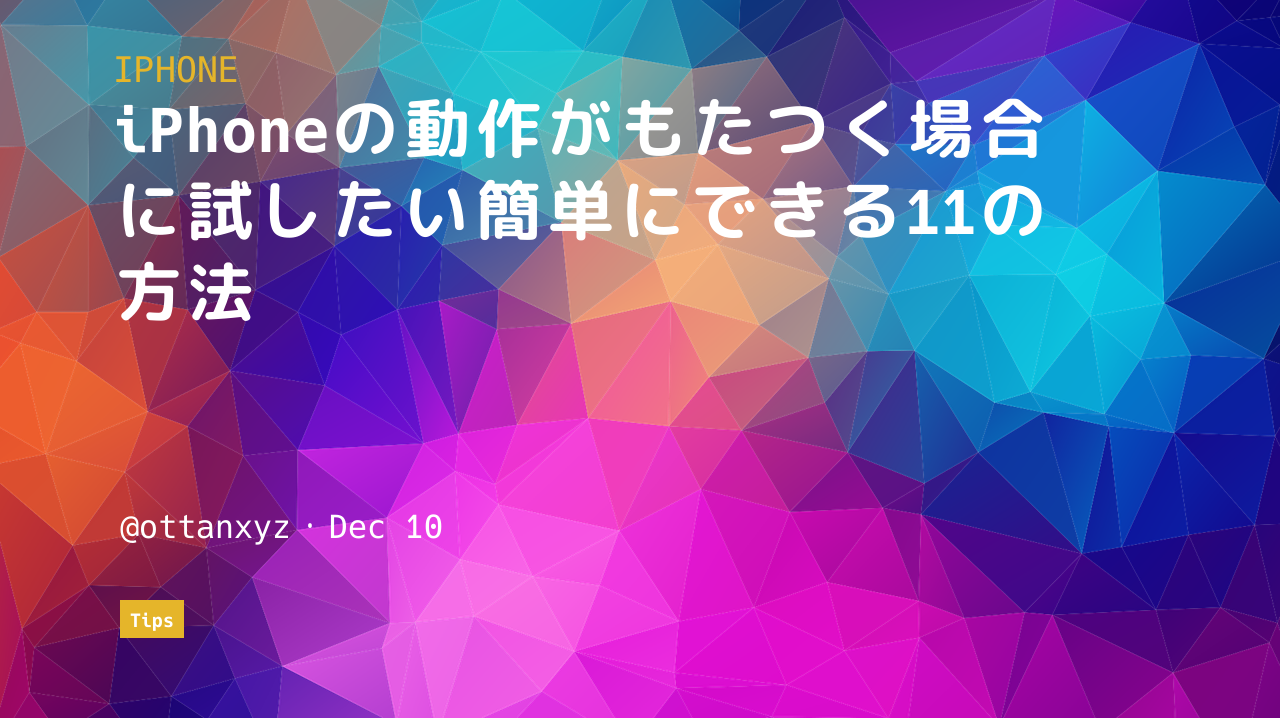 IPHONE
iPhoneの動作がもたつく場合
に試したい簡単にできる11の
方法
@ottanxyz・Dec 10
Tips